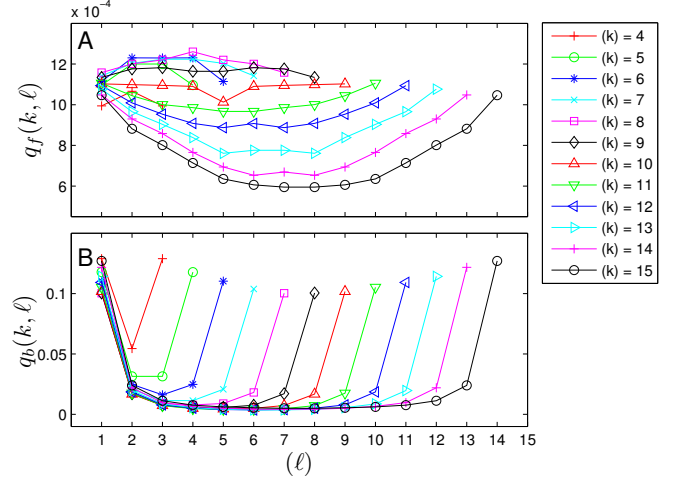 x 10⁻⁴
A
12
10
8
6
q_f(k, ℓ)
B
0.1
0.05
0
q_b(k, ℓ)
1 2 3 4 5 6 7 8 9 10 11 12 13 14 15
(ℓ)
(k) = 4
(k) = 5
(k) = 6
(k) = 7
(k) = 8
(k) = 9
(k) = 10
(k) = 11
(k) = 12
(k) = 13
(k) = 14
(k) = 15